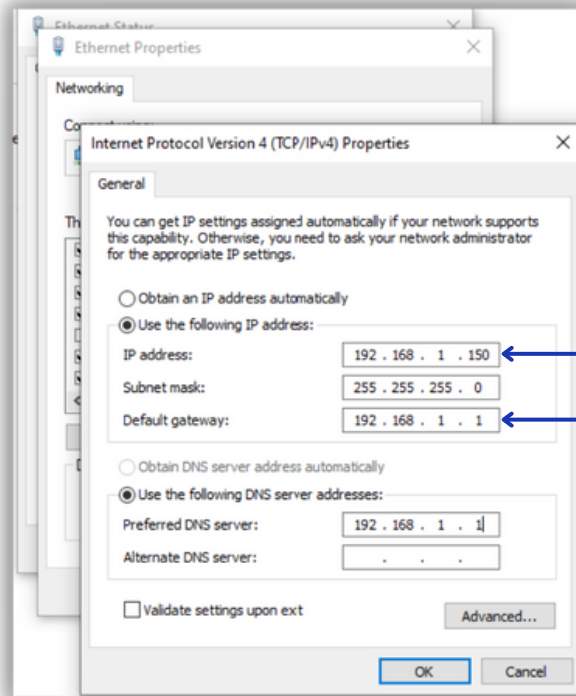 Ethernet Status
Ethernet Properties
Networking
Internet Protocol Version 4 (TCP/IPv4) Properties
General
You can get IP settings assigned automatically if your network supports
this capability. Otherwise, you need to ask your network administrator
for the appropriate IP settings.
Obtain an IP address automatically
Use the following IP address:
IP address: 192 . 168 . 1 . 150
Subnet mask: 255 . 255 . 255 . 0
Default gateway: 192 . 168 . 1 . 1
Obtain DNS server address automatically
Use the following DNS server addresses:
Preferred DNS server: 192 . 168 . 1 . 1
Alternate DNS server: . . .
Validate settings upon ext
Advanced...
OK Cancel